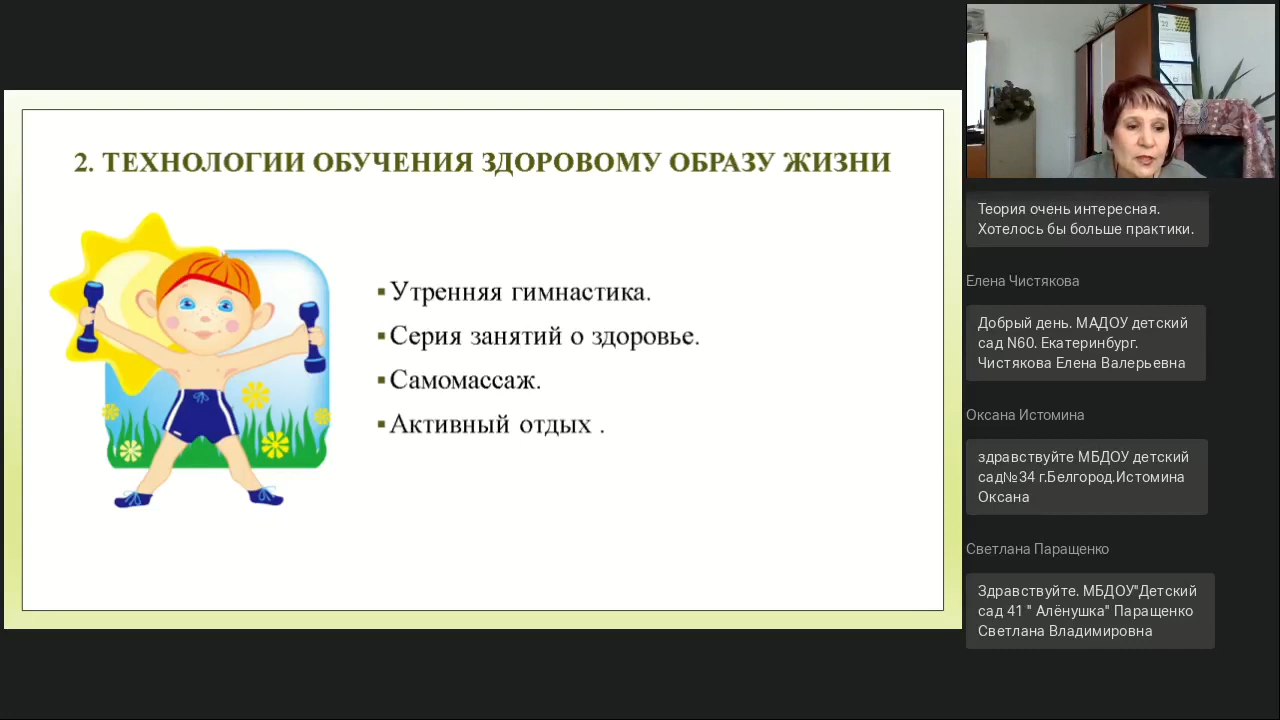 2. ТЕХНОЛОГИИ ОБУЧЕНИЯ ЗДОРОВОМУ ОБРАЗУ ЖИЗНИ
▪Утренняя гимнастика.
▪Серия занятий о здоровье.
▪Самомассаж.
▪Активный отдых .
Теория очень интересная.
Хотелось бы больше практики.
Елена Чистякова
Добрый день. МАДОУ детский
сад N60. Екатеринбург.
Чистякова Елена Валерьевна
Оксана Истомина
здравствуйте МБДОУ детский
сад№34 г.Белгород.Истомина
Оксана
Светлана Паращенко
Здравствуйте. МБДОУ"Детский
сад 41 " Алёнушка" Паращенко
Светлана Владимировна